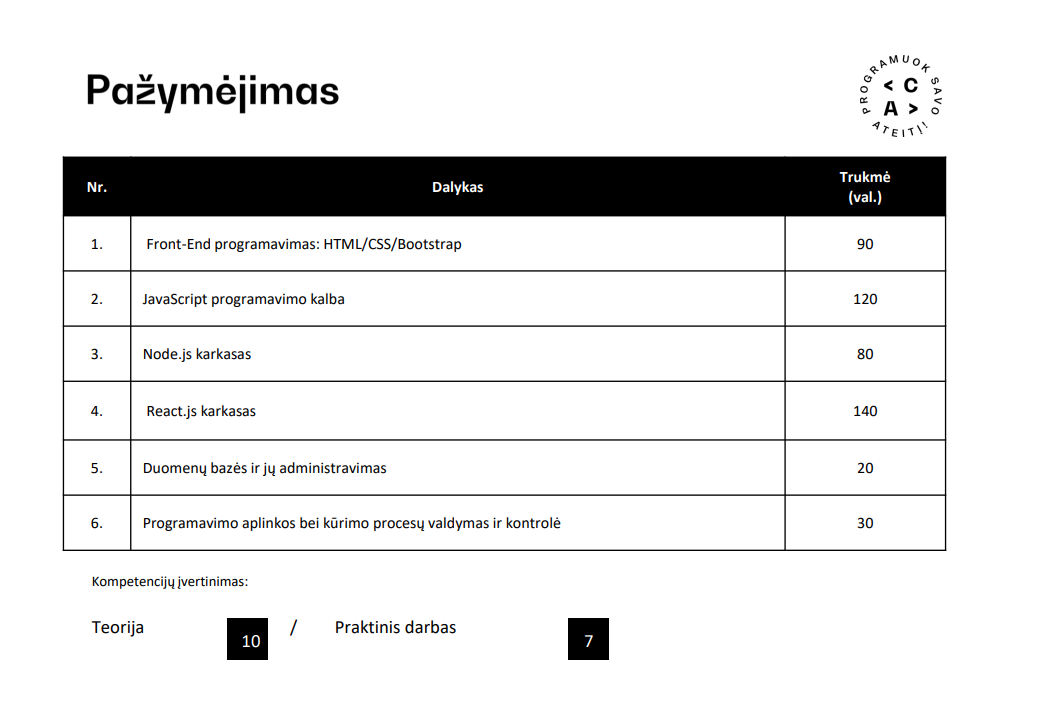 Pažymėjimas
PROGRAMUOK SAVO ATEITĮ!
< C
A >
Nr. Dalykas Trukmė
(val.)
1. Front-End programavimas: HTML/CSS/Bootstrap 90
2. JavaScript programavimo kalba 120
3. Node.js karkasas 80
4. React.js karkasas 140
5. Duomenų bazės ir jų administravimas 20
6. Programavimo aplinkos bei kūrimo procesų valdymas ir kontrolė 30
Kompetencijų įvertinimas:
Teorija 10 / Praktinis darbas 7